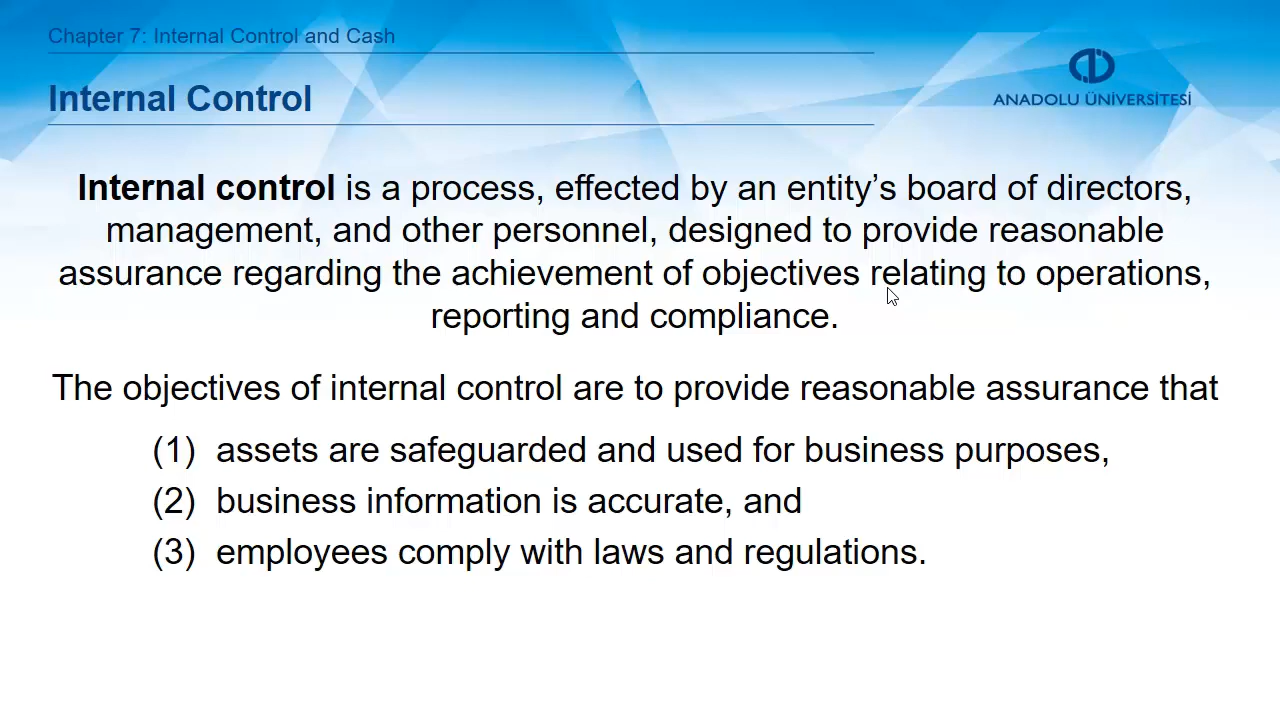 Chapter 7: Internal Control and Cash
Internal Control
ANADOLU ÜNİVERSİTESİ
Internal control is a process, effected by an entity’s board of directors,
management, and other personnel, designed to provide reasonable
assurance regarding the achievement of objectives relating to operations,
reporting and compliance.
The objectives of internal control are to provide reasonable assurance that
(1) assets are safeguarded and used for business purposes,
(2) business information is accurate, and
(3) employees comply with laws and regulations.